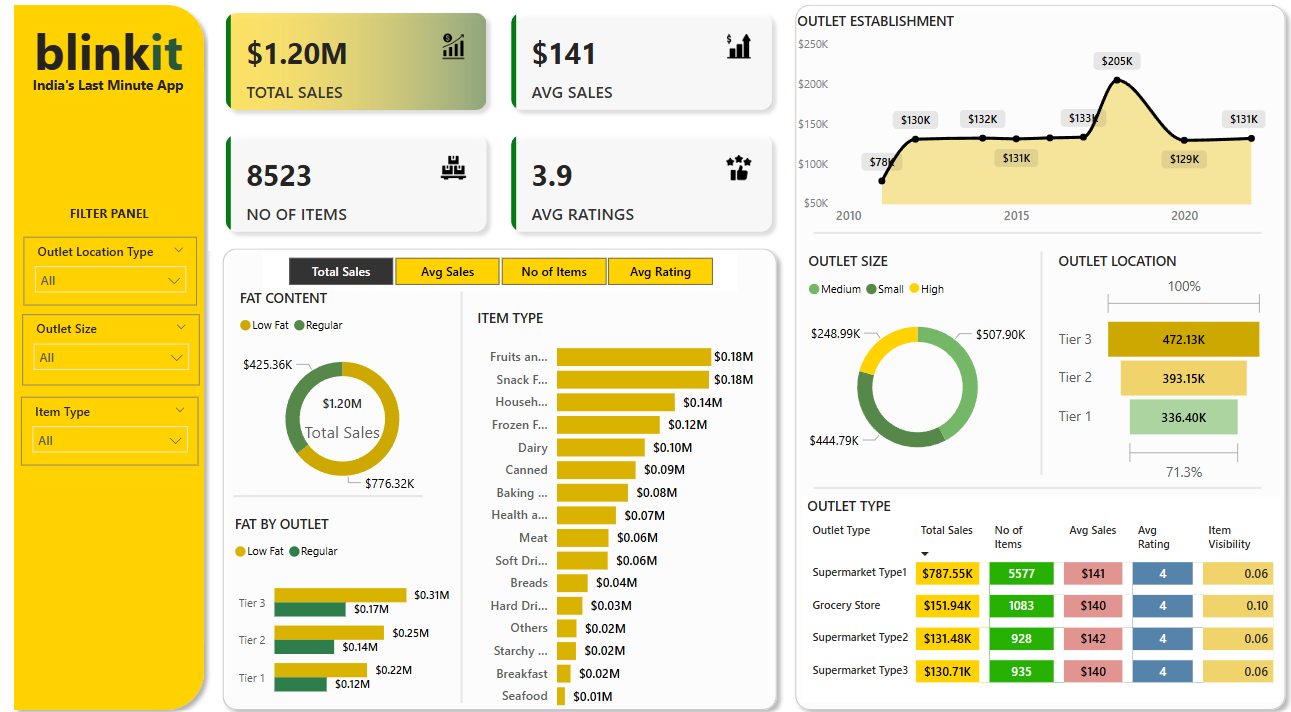 blinkit
India's Last Minute App
FILTER PANEL
Outlet Location Type
All
Outlet Size
All
Item Type
All
$1.20M
TOTAL SALES
$141
AVG SALES
8523
NO OF ITEMS
3.9
AVG RATINGS
Total Sales
Avg Sales
No of Items
Avg Rating
FAT CONTENT
Low Fat Regular
$425.36K
$1.20M
Total Sales
$776.32K
FAT BY OUTLET
Low Fat Regular
Tier 3 $0.31M
$0.17M
Tier 2 $0.25M
$0.14M
Tier 1 $0.22M
$0.12M
ITEM TYPE
Fruits an... $0.18M
Snack F... $0.18M
Househ... $0.14M
Frozen F... $0.12M
Dairy $0.10M
Canned $0.09M
Baking ... $0.08M
Health a... $0.07M
Meat $0.06M
Soft Dri... $0.06M
Breads $0.04M
Hard Dri... $0.03M
Others $0.02M
Starchy ... $0.02M
Breakfast $0.02M
Seafood $0.01M
OUTLET ESTABLISHMENT
$250K
$200K
$150K
$100K
$50K
$78K
$130K
$132K
$131K
$133K
$205K
$129K
$131K
2010 2015 2020
OUTLET SIZE
Medium Small High
$248.99K
$507.90K
$444.79K
OUTLET LOCATION
100%
Tier 3 472.13K
Tier 2 393.15K
Tier 1 336.40K
71.3%
OUTLET TYPE
Outlet Type Total Sales No of Items Avg Sales Avg Rating Item Visibility
Supermarket Type1 $787.55K 5577 $141 4 0.06
Grocery Store $151.94K 1083 $140 4 0.10
Supermarket Type2 $131.48K 928 $142 4 0.06
Supermarket Type3 $130.71K 935 $140 4 0.06